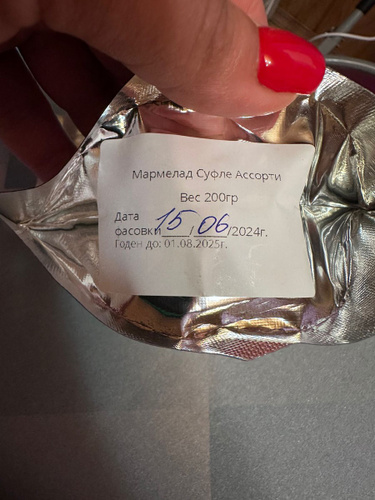 Мармелад Суфле Ассорти
Вес 200гр
Дата
фасовки 15/06/2024г.
Годен до: 01.08.2025г.